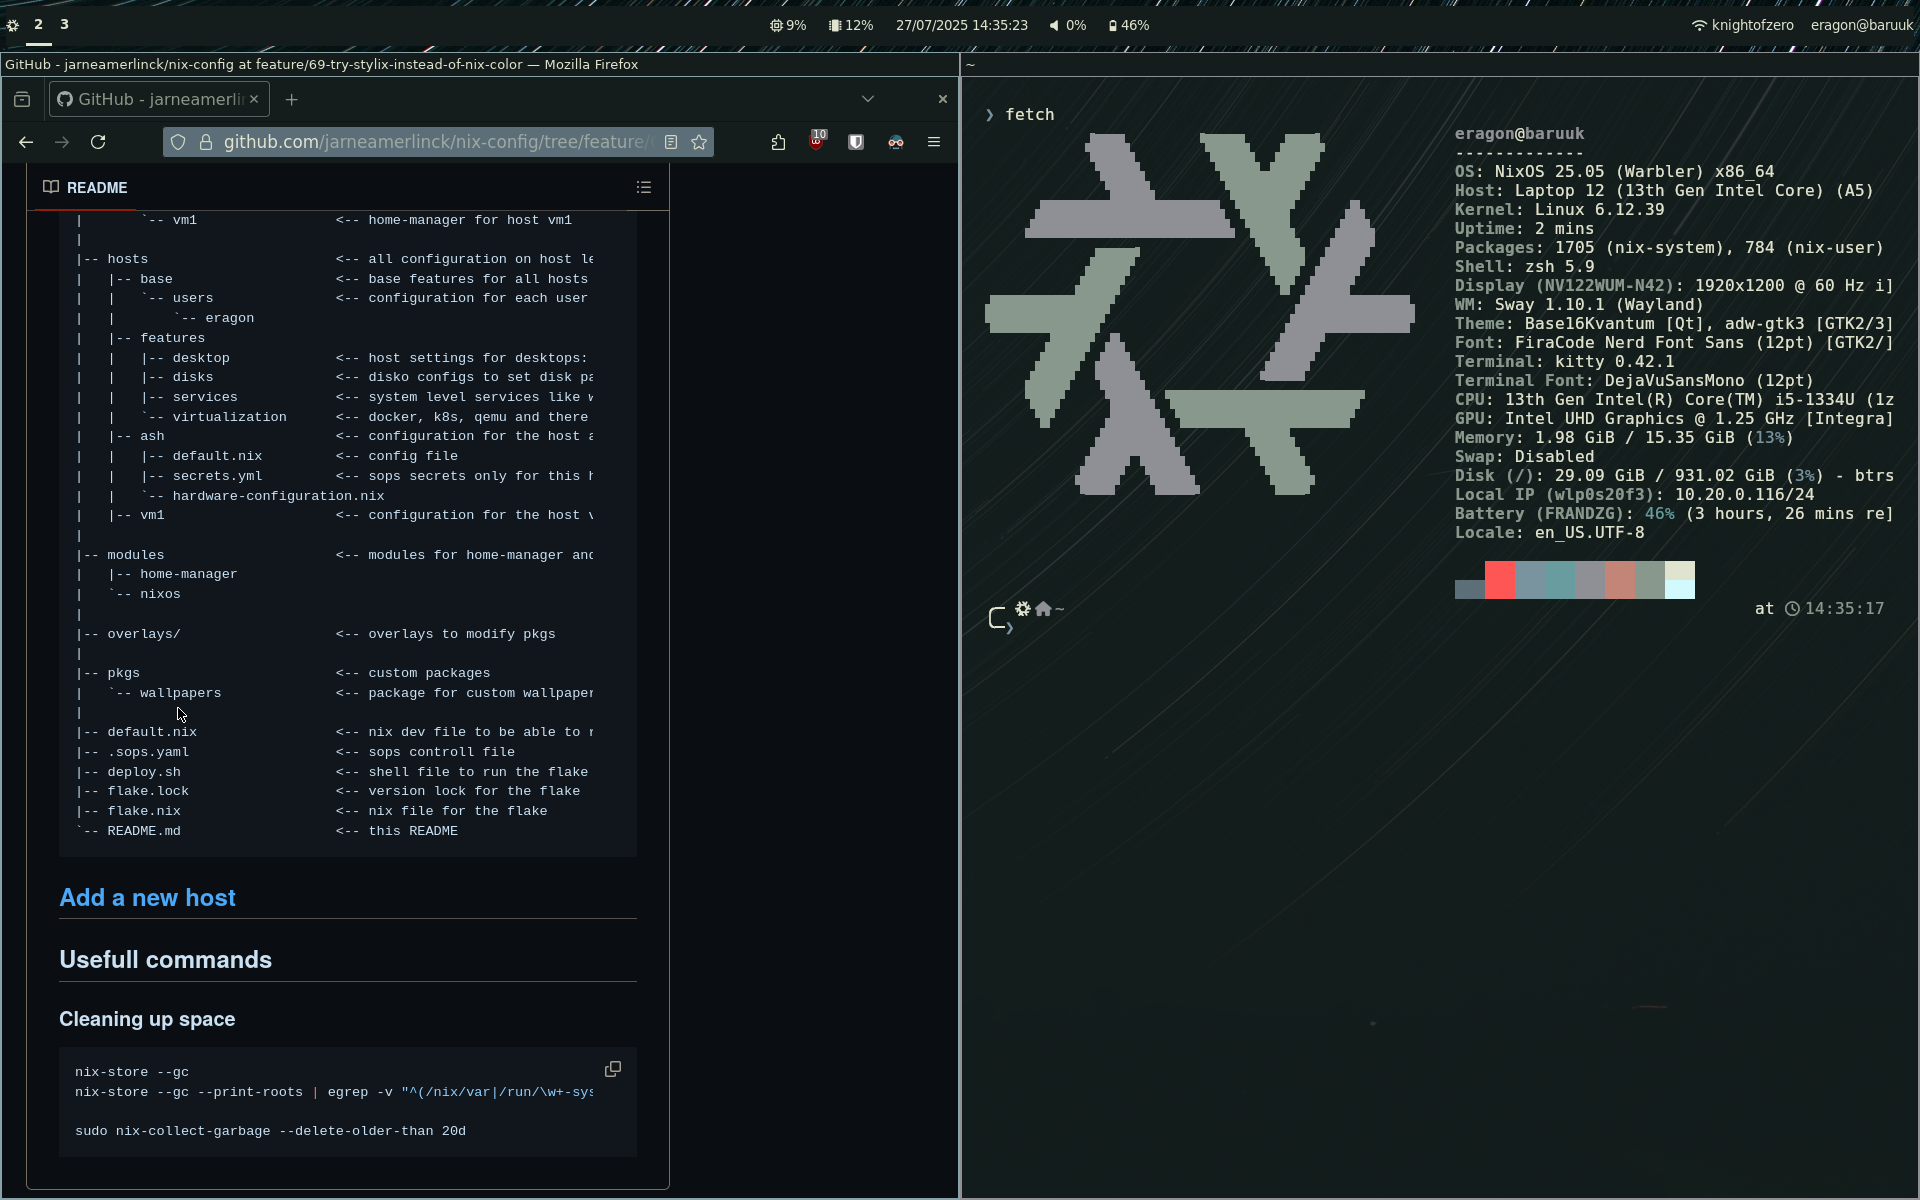 2 3
9% 12% 27/07/2025 14:35:23 0% 46%
knightofzero eragon@baruuk
GitHub - jarneamerlinck/nix-config at feature/69-try-stylix-instead-of-nix-color — Mozilla Firefox
GitHub - jarneamerlin
github.com/jarneamerlinck/nix-config/tree/feature/
10
README
|       `-- vm1                 <-- home-manager for host vm1
|
|-- hosts                       <-- all configuration on host le
|   |-- base                    <-- base features for all hosts
|   |   `-- users               <-- configuration for each user
|   |       `-- eragon
|   |-- features
|   |   |-- desktop             <-- host settings for desktops:
|   |   |-- disks               <-- disko configs to set disk pa
|   |   |-- services            <-- system level services like w
|   |   `-- virtualization      <-- docker, k8s, qemu and there
|   |-- ash                     <-- configuration for the host a
|   |   |-- default.nix         <-- config file
|   |   |-- secrets.yml         <-- sops secrets only for this h
|   |   `-- hardware-configuration.nix
|   |-- vm1                     <-- configuration for the host v
|
|-- modules                     <-- modules for home-manager and
|   |-- home-manager
|   `-- nixos
|
|-- overlays/                   <-- overlays to modify pkgs
|
|-- pkgs                        <-- custom packages
|   `-- wallpapers              <-- package for custom wallpaper
|
|-- default.nix                 <-- nix dev file to be able to r
|-- .sops.yaml                  <-- sops controll file
|-- deploy.sh                   <-- shell file to run the flake
|-- flake.lock                  <-- version lock for the flake
|-- flake.nix                   <-- nix file for the flake
`-- README.md                   <-- this README
Add a new host
Usefull commands
Cleaning up space
nix-store --gc
nix-store --gc --print-roots | egrep -v "^(/nix/var|/run/\w+-sys
sudo nix-collect-garbage --delete-older-than 20d
~
❯ fetch
eragon@baruuk
-------------
OS: NixOS 25.05 (Warbler) x86_64
Host: Laptop 12 (13th Gen Intel Core) (A5)
Kernel: Linux 6.12.39
Uptime: 2 mins
Packages: 1705 (nix-system), 784 (nix-user)
Shell: zsh 5.9
Display (NV122WUM-N42): 1920x1200 @ 60 Hz i]
WM: Sway 1.10.1 (Wayland)
Theme: Base16Kvantum [Qt], adw-gtk3 [GTK2/3]
Font: FiraCode Nerd Font Sans (12pt) [GTK2/]
Terminal: kitty 0.42.1
Terminal Font: DejaVuSansMono (12pt)
CPU: 13th Gen Intel(R) Core(TM) i5-1334U (1z
GPU: Intel UHD Graphics @ 1.25 GHz [Integra]
Memory: 1.98 GiB / 15.35 GiB (13%)
Swap: Disabled
Disk (/): 29.09 GiB / 931.02 GiB (3%) - btrs
Local IP (wlp0s20f3): 10.20.0.116/24
Battery (FRANDZG): 46% (3 hours, 26 mins re]
Locale: en_US.UTF-8
~ at 14:35:17
❯